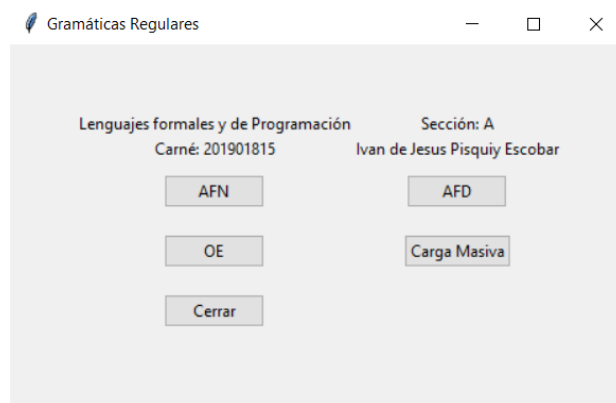 Gramáticas Regulares
Lenguajes formales y de Programación Sección: A
Carné: 201901815 Ivan de Jesus Pisquiy Escobar
AFN AFD
OE Carga Masiva
Cerrar